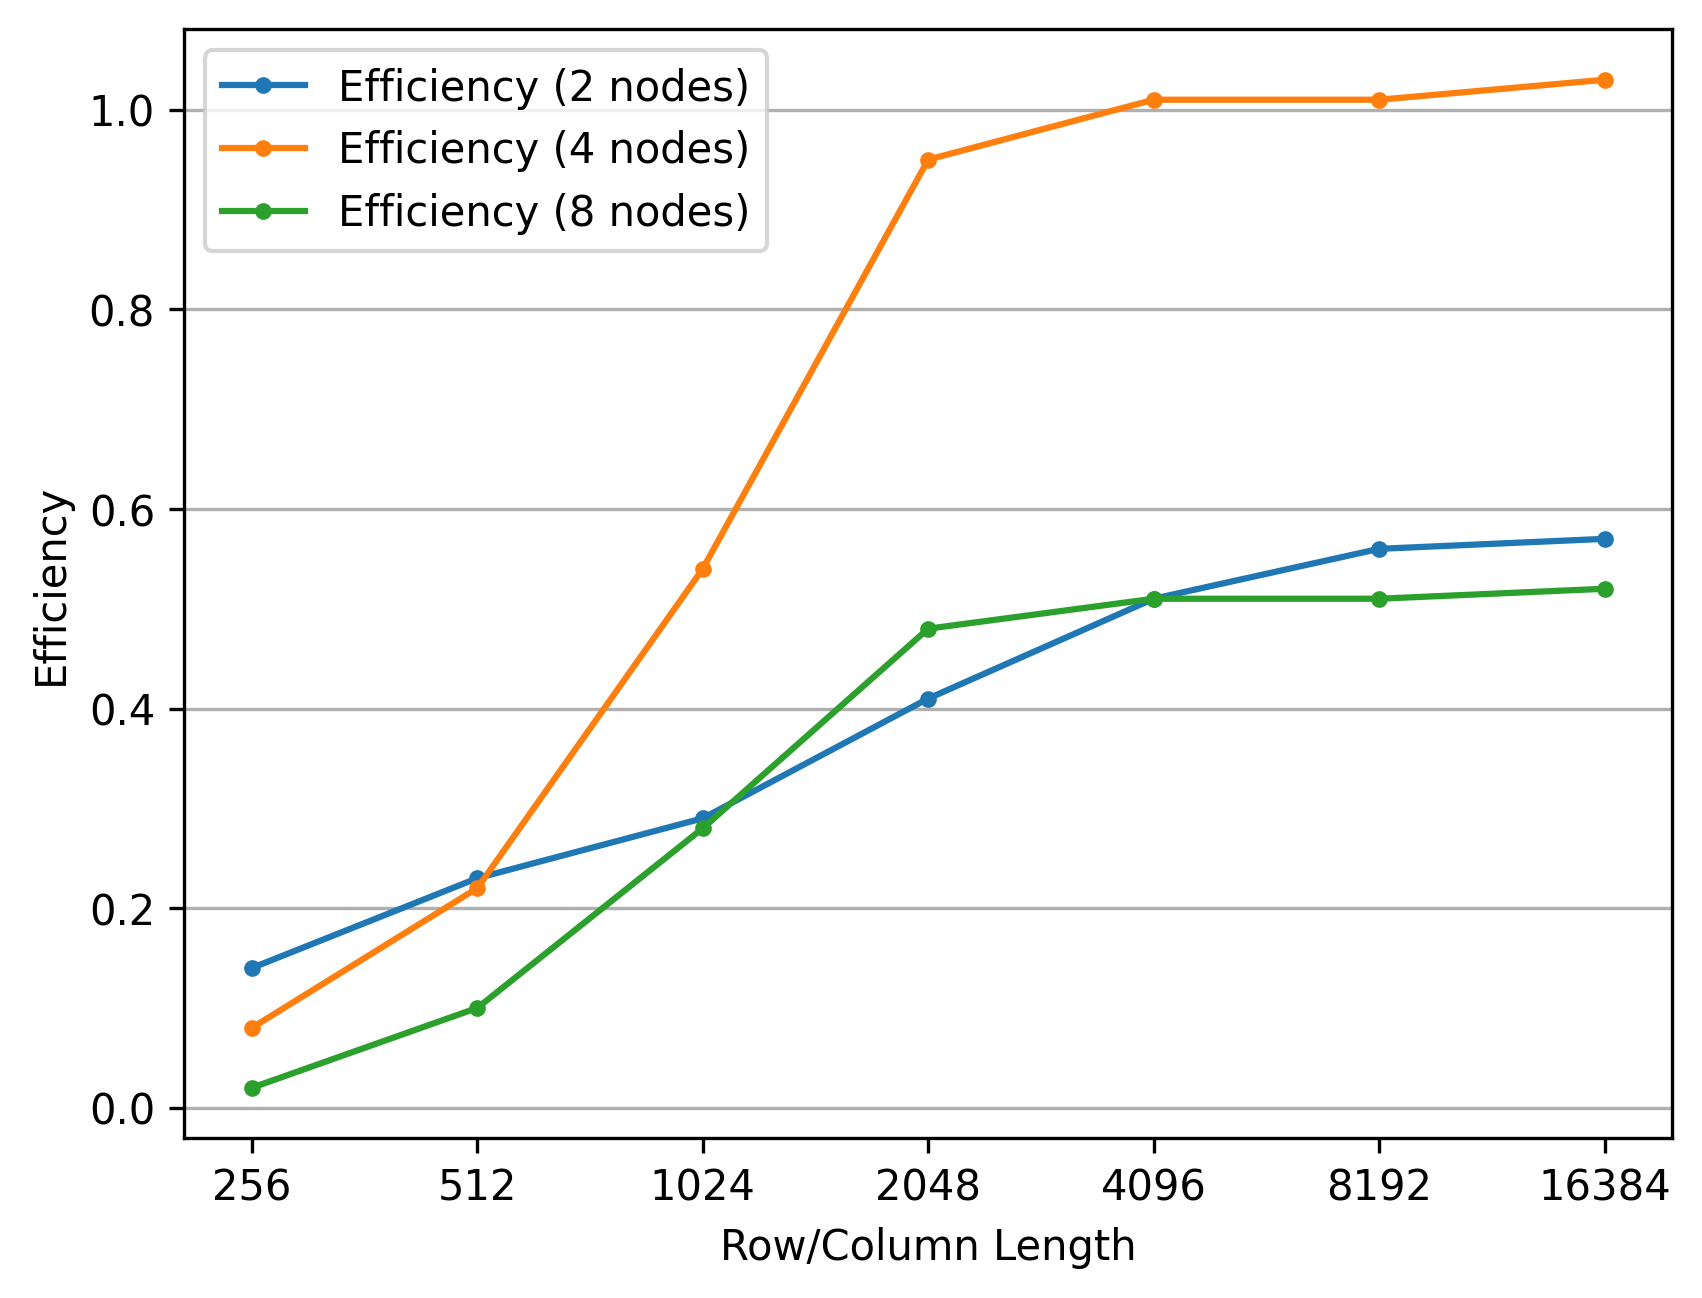 Efficiency (2 nodes)
Efficiency (4 nodes)
Efficiency (8 nodes)
1.0
0.8
0.6
0.4
0.2
0.0
Efficiency
256 512 1024 2048 4096 8192 16384
Row/Column Length